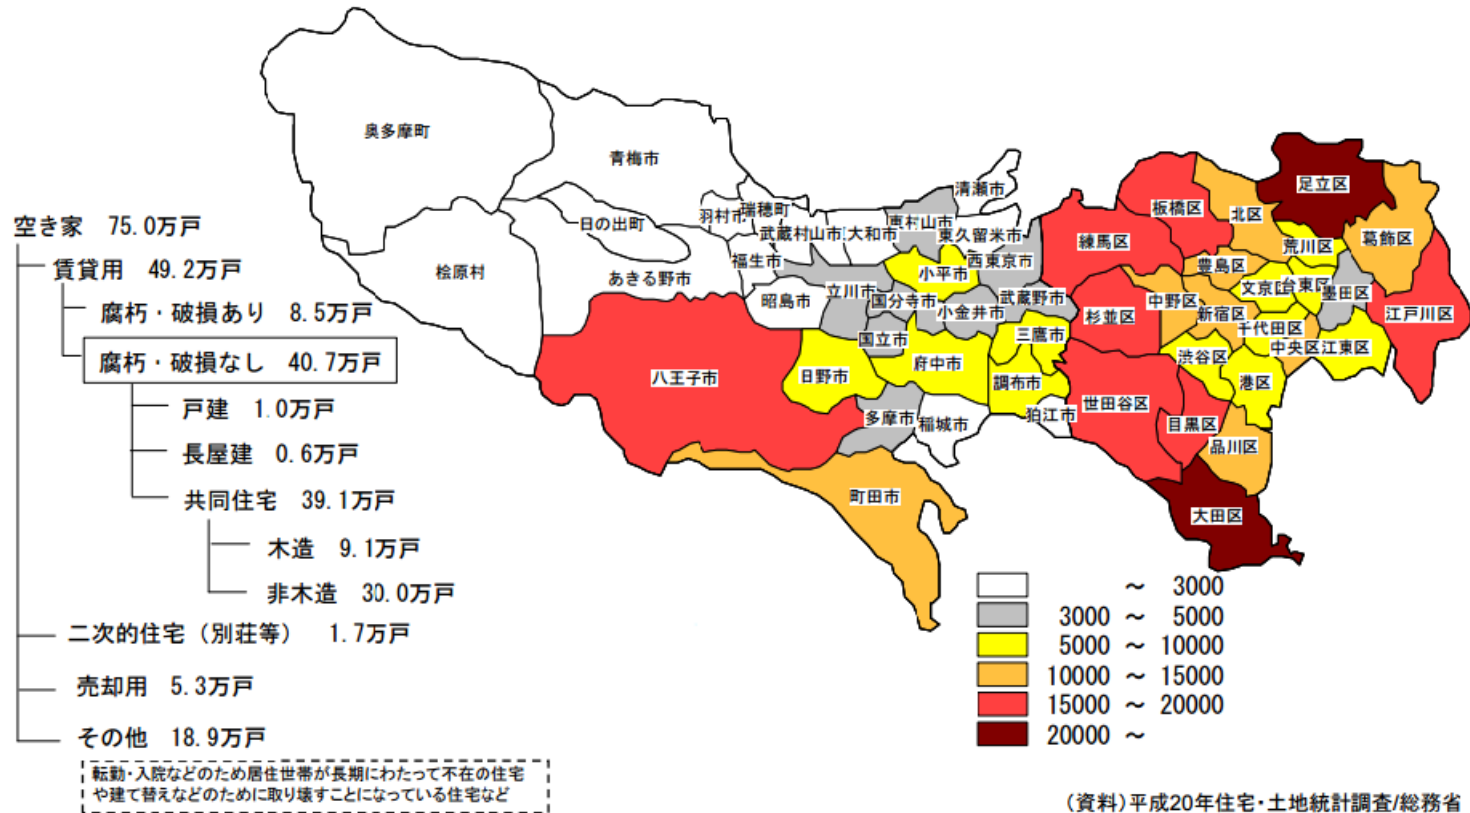 空き家 75.0万戸
賃貸用 49.2万戸
腐朽・破損あり 8.5万戸
腐朽・破損なし 40.7万戸
戸建 1.0万戸
長屋建 0.6万戸
共同住宅 39.1万戸
木造 9.1万戸
非木造 30.0万戸
二次的住宅（別荘等） 1.7万戸
売却用 5.3万戸
その他 18.9万戸
転勤・入院などのため居住世帯が長期にわたって不在の住宅
や建て替えなどのために取り壊すことになっている住宅など
奥多摩町
青梅市
日の出町
羽村市
瑞穂町
武蔵村山市
大和市
東村山市
清瀬市
東久留米市
西東京市
桧原村
あきる野市
福生市
昭島市
立川市
小平市
国分寺市
小金井市
武蔵野市
国立市
三鷹市
八王子市
日野市
府中市
調布市
狛江市
多摩市
稲城市
町田市
練馬区
板橋区
北区
足立区
葛飾区
荒川区
豊島区
文京区
台東区
墨田区
江戸川区
杉並区
中野区
新宿区
千代田区
中央区
江東区
渋谷区
港区
世田谷区
目黒区
品川区
大田区
～ 3000
3000 ～ 5000
5000 ～ 10000
10000 ～ 15000
15000 ～ 20000
20000 ～
（資料）平成20年住宅・土地統計調査/総務省